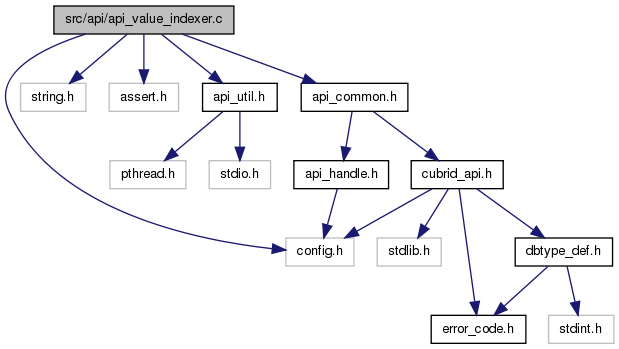 src/api/api_value_indexer.c
string.h
assert.h
api_util.h
api_common.h
pthread.h
stdio.h
api_handle.h
cubrid_api.h
config.h
stdlib.h
dbtype_def.h
error_code.h
stdint.h